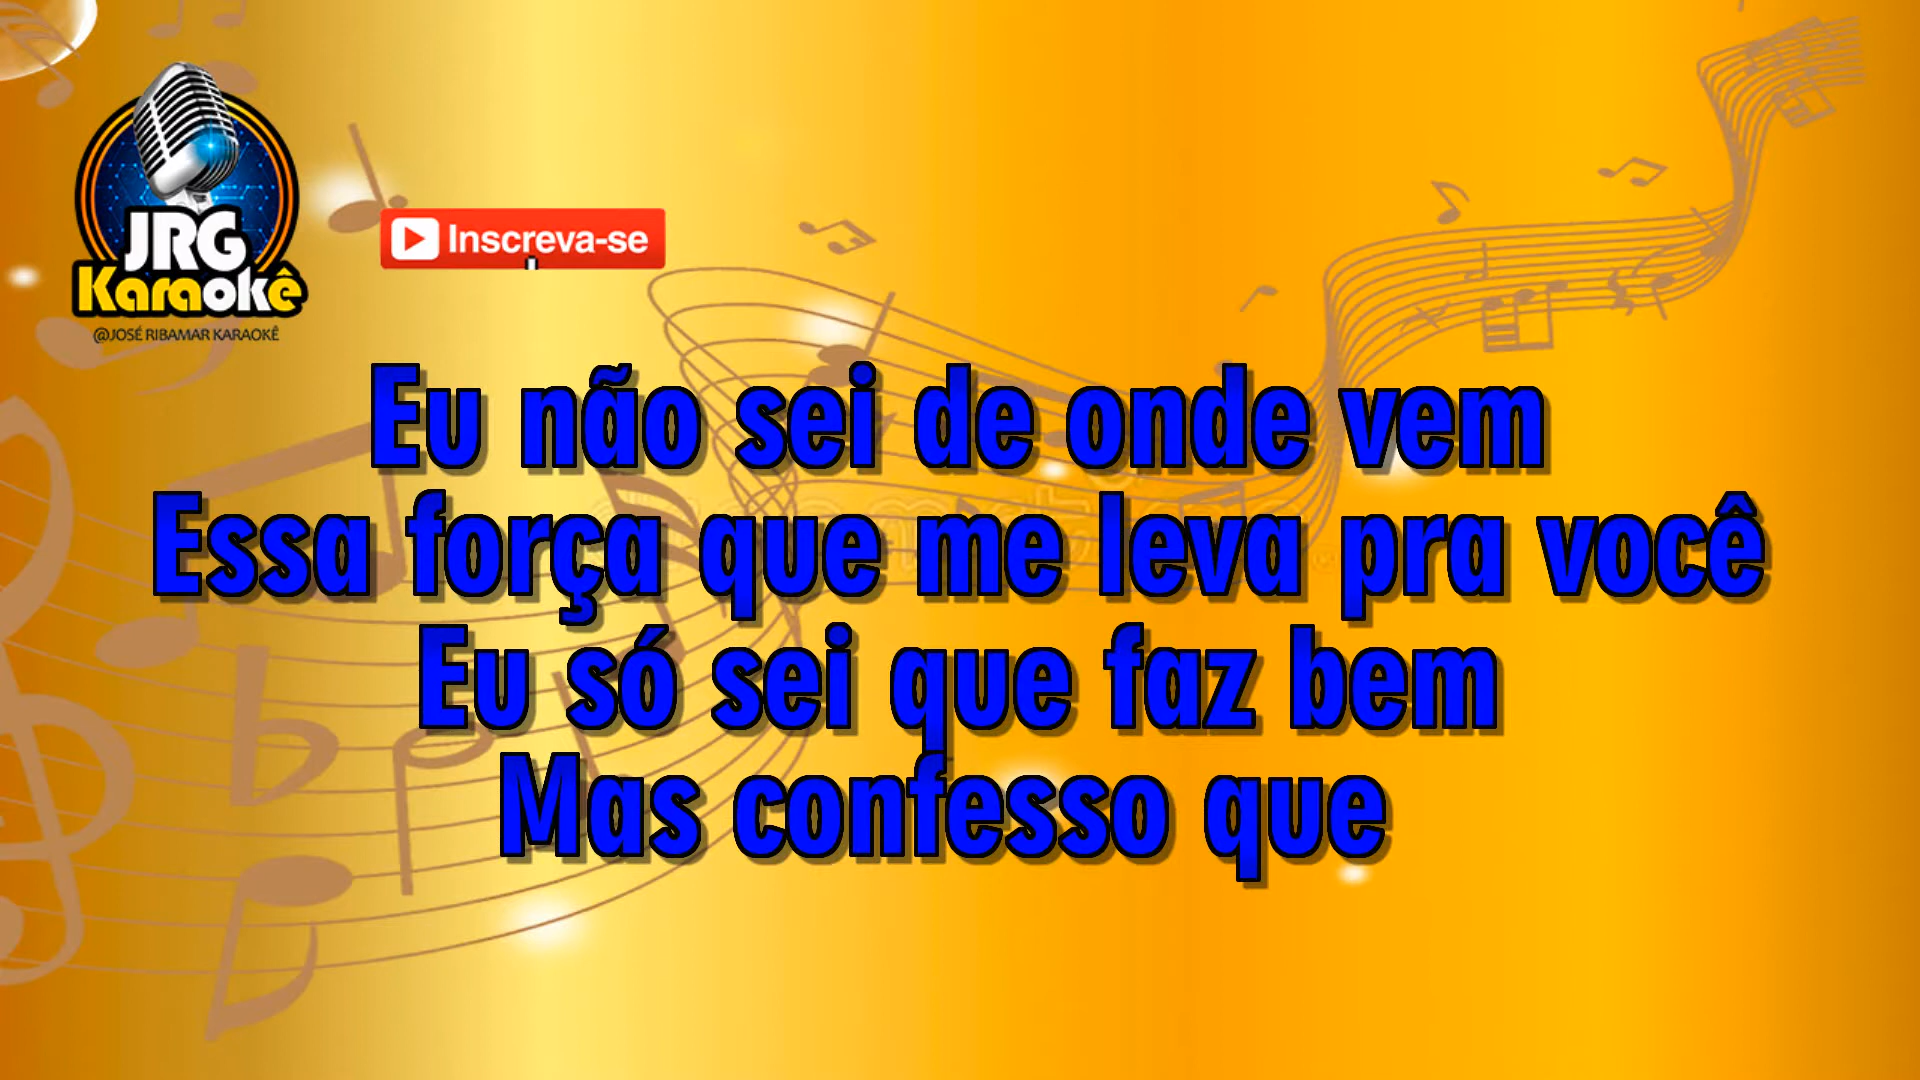 JRG
Karaokê
@JOSÉ RIBAMAR KARAOKÊ
Inscreva-se
Eu não sei de onde vem
Essa força que me leva pra você
Eu só sei que faz bem
Mas confesso que